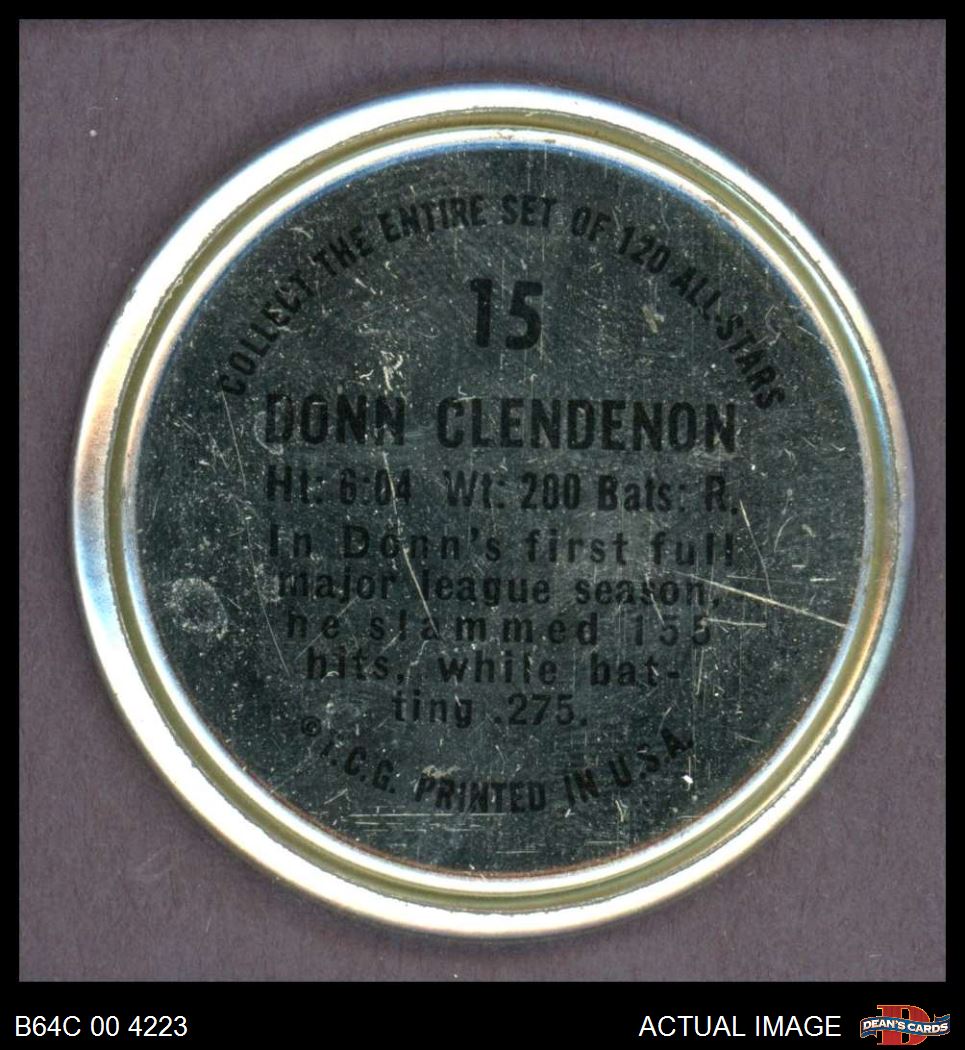 COLLECT THE ENTIRE SET OF 120 ALL-STARS
15
DONN CLENDENON
Ht: 6:04 Wt: 200 Bats: R.
In Donn's first full
major league season,
he slammed 155
hits, while bat-
ting .275.
©T.C.G. PRINTED IN U.S.A.
B64C 00 4223
ACTUAL IMAGE
DEAN'S CARDS